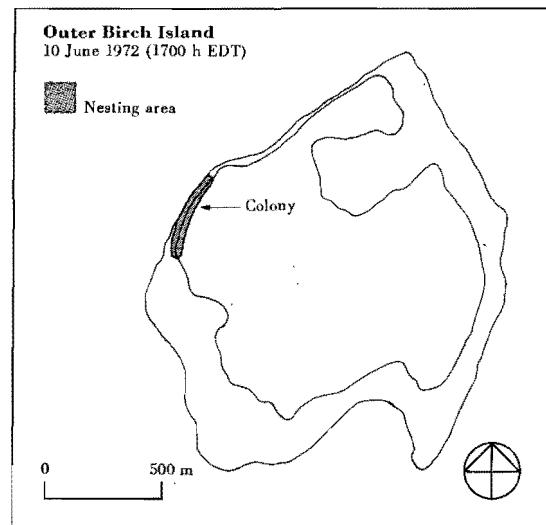 Outer Birch Island
10 June 1972 (1700 h EDT)
Nesting area
Colony
0 500 m